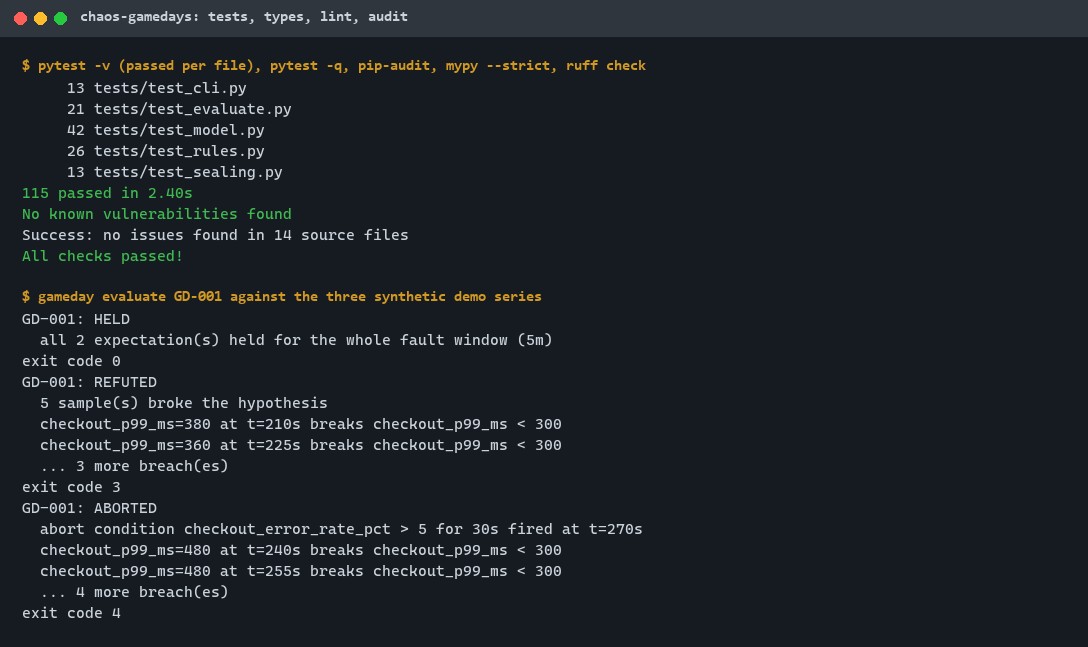 chaos-gamedays: tests, types, lint, audit
$ pytest -v (passed per file), pytest -q, pip-audit, mypy --strict, ruff check
13 tests/test_cli.py
21 tests/test_evaluate.py
42 tests/test_model.py
26 tests/test_rules.py
13 tests/test_sealing.py
115 passed in 2.40s
No known vulnerabilities found
Success: no issues found in 14 source files
All checks passed!
$ gameday evaluate GD-001 against the three synthetic demo series
GD-001: HELD
all 2 expectation(s) held for the whole fault window (5m)
exit code 0
GD-001: REFUTED
5 sample(s) broke the hypothesis
checkout_p99_ms=380 at t=210s breaks checkout_p99_ms < 300
checkout_p99_ms=360 at t=225s breaks checkout_p99_ms < 300
... 3 more breach(es)
exit code 3
GD-001: ABORTED
abort condition checkout_error_rate_pct > 5 for 30s fired at t=270s
checkout_p99_ms=480 at t=240s breaks checkout_p99_ms < 300
checkout_p99_ms=480 at t=255s breaks checkout_p99_ms < 300
... 4 more breach(es)
exit code 4